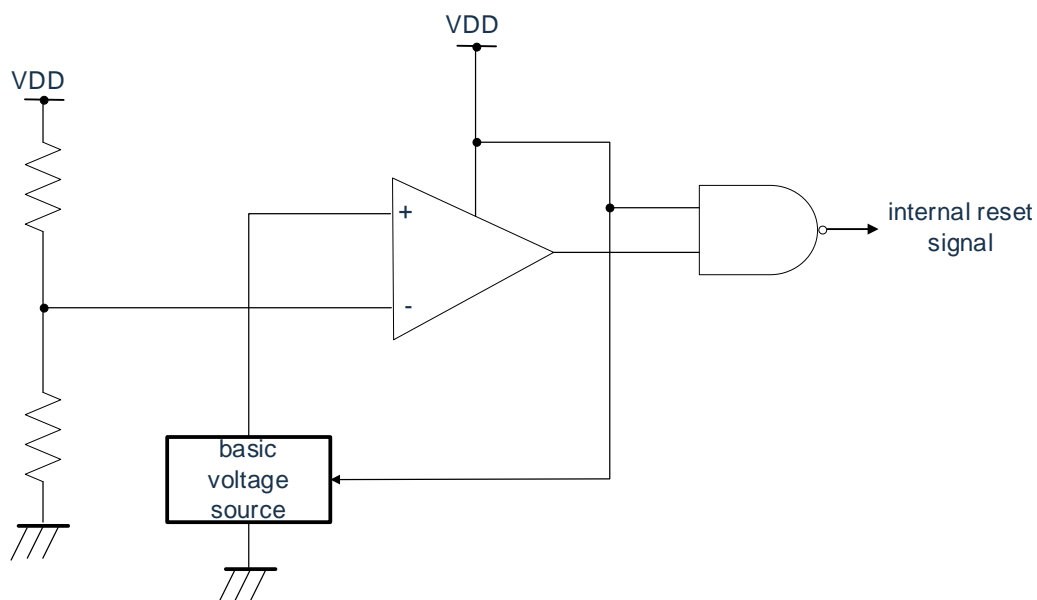 VDD
VDD
+
-
internal reset
signal
basic
voltage
source